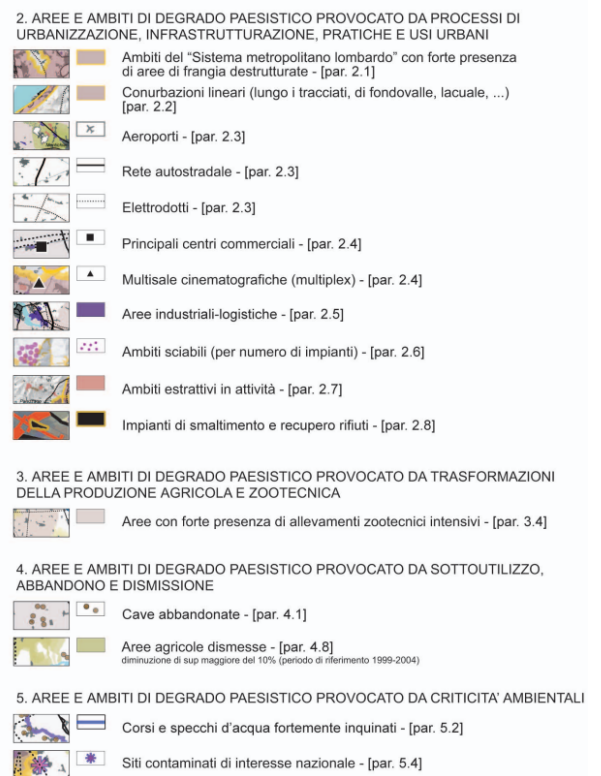 2. AREE E AMBITI DI DEGRADO PAESISTICO PROVOCATO DA PROCESSI DI
URBANIZZAZIONE, INFRASTRUTTURAZIONE, PRATICHE E USI URBANI
Ambiti del “Sistema metropolitano lombardo” con forte presenza
di aree di frangia destrutturate - [par. 2.1]
Conurbazioni lineari (lungo i tracciati, di fondovalle, lacuale, ...)
[par. 2.2]
Aeroporti - [par. 2.3]
Rete autostradale - [par. 2.3]
Elettrodotti - [par. 2.3]
Principali centri commerciali - [par. 2.4]
Multisale cinematografiche (multiplex) - [par. 2.4]
Aree industriali-logistiche - [par. 2.5]
Ambiti sciabili (per numero di impianti) - [par. 2.6]
Ambiti estrattivi in attività - [par. 2.7]
Impianti di smaltimento e recupero rifiuti - [par. 2.8]
3. AREE E AMBITI DI DEGRADO PAESISTICO PROVOCATO DA TRASFORMAZIONI
DELLA PRODUZIONE AGRICOLA E ZOOTECNICA
Aree con forte presenza di allevamenti zootecnici intensivi - [par. 3.4]
4. AREE E AMBITI DI DEGRADO PAESISTICO PROVOCATO DA SOTTOUTILIZZO,
ABBANDONO E DISMISSIONE
Cave abbandonate - [par. 4.1]
Aree agricole dismesse - [par. 4.8]
diminuzione di sup maggiore del 10% (periodo di riferimento 1999-2004)
5. AREE E AMBITI DI DEGRADO PAESISTICO PROVOCATO DA CRITICITA’ AMBIENTALI
Corsi e specchi d’acqua fortemente inquinati - [par. 5.2]
Siti contaminati di interesse nazionale - [par. 5.4]